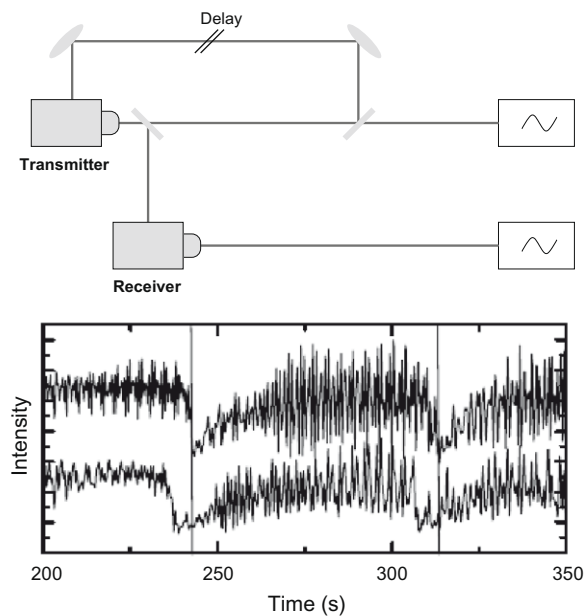 Delay
Transmitter
Receiver
Intensity
200 250 300 350
Time (s)